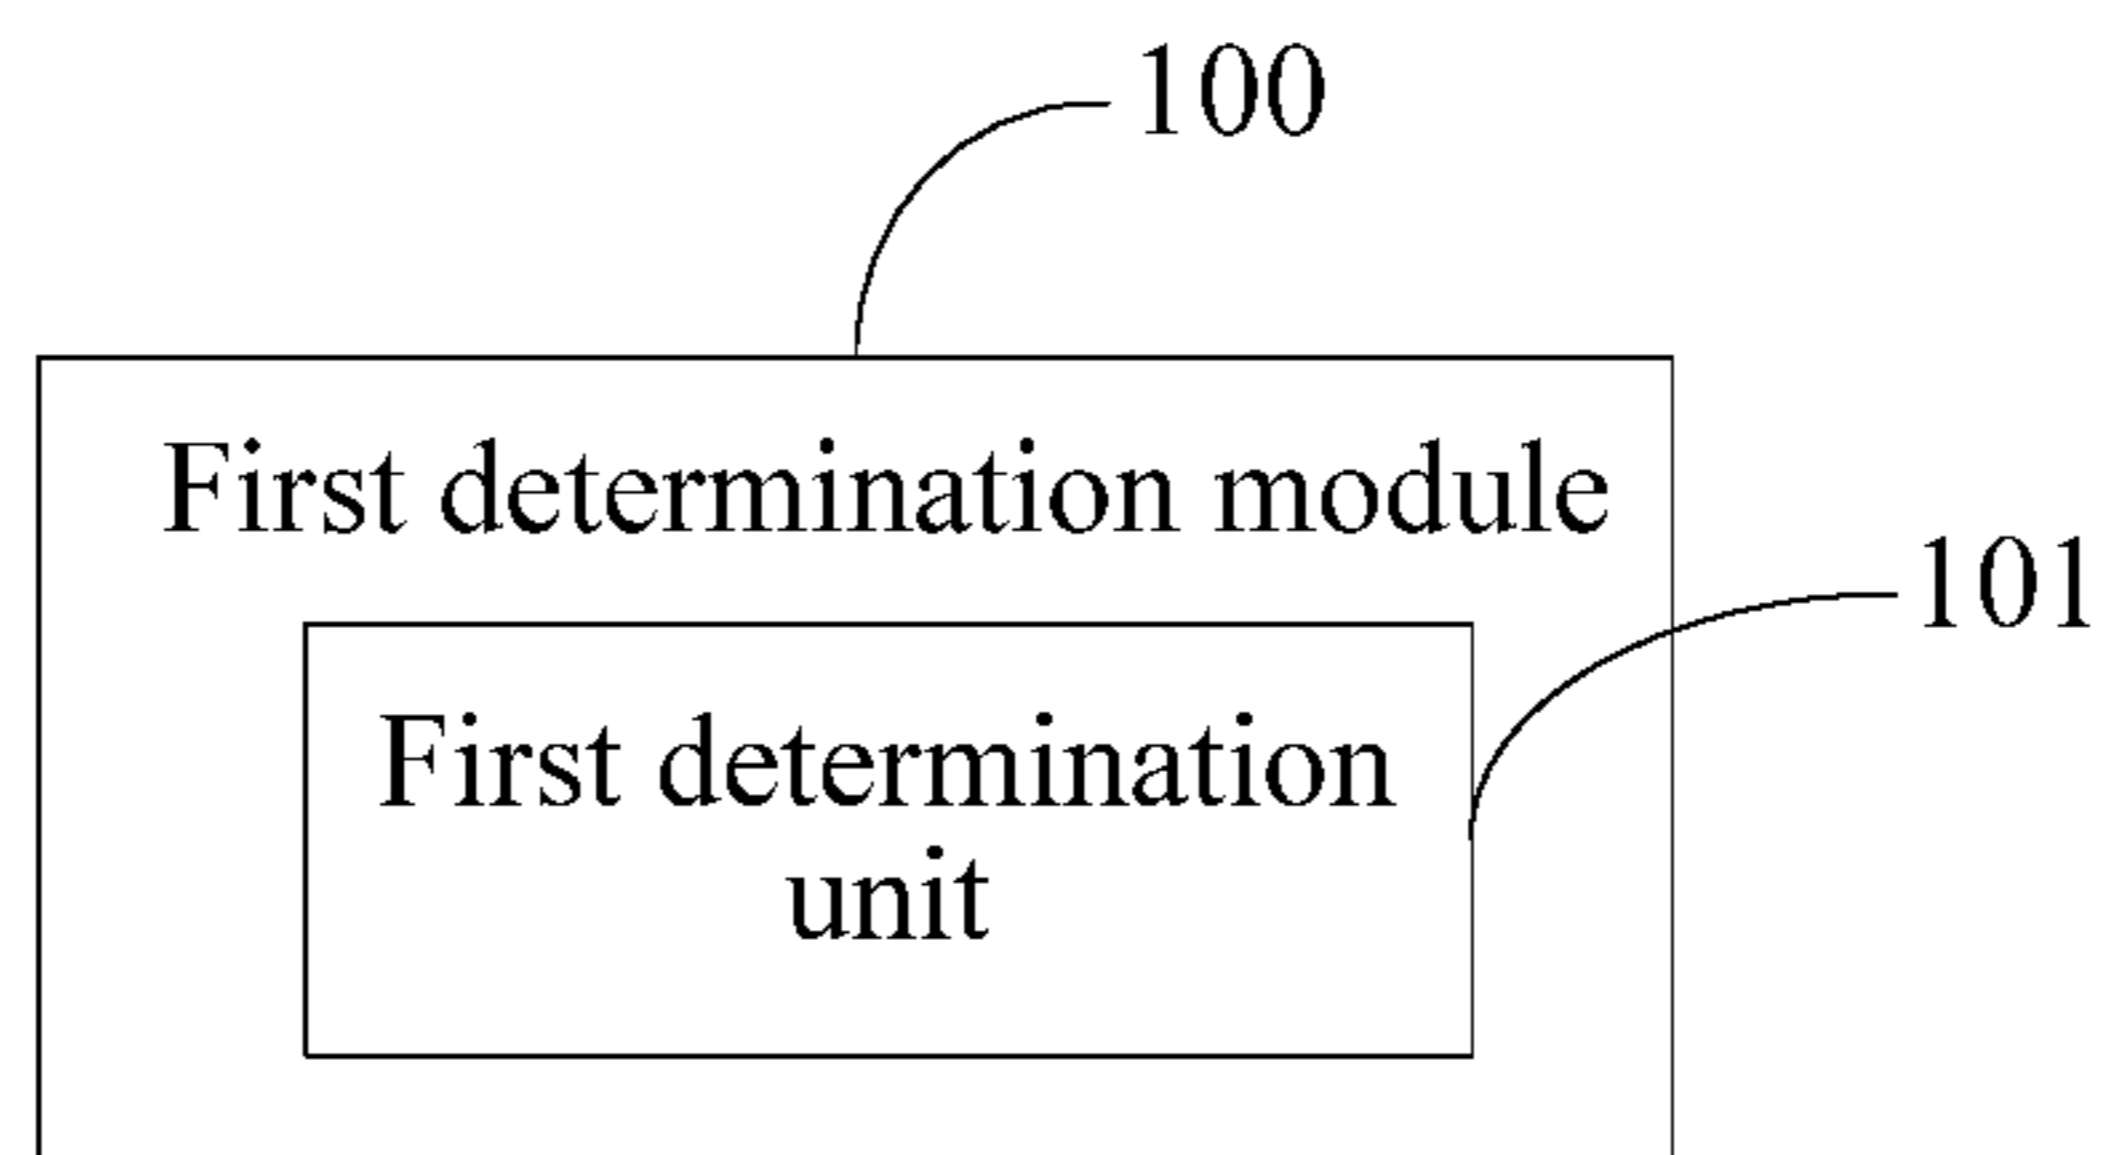 100
First determination module
101
First determination
unit